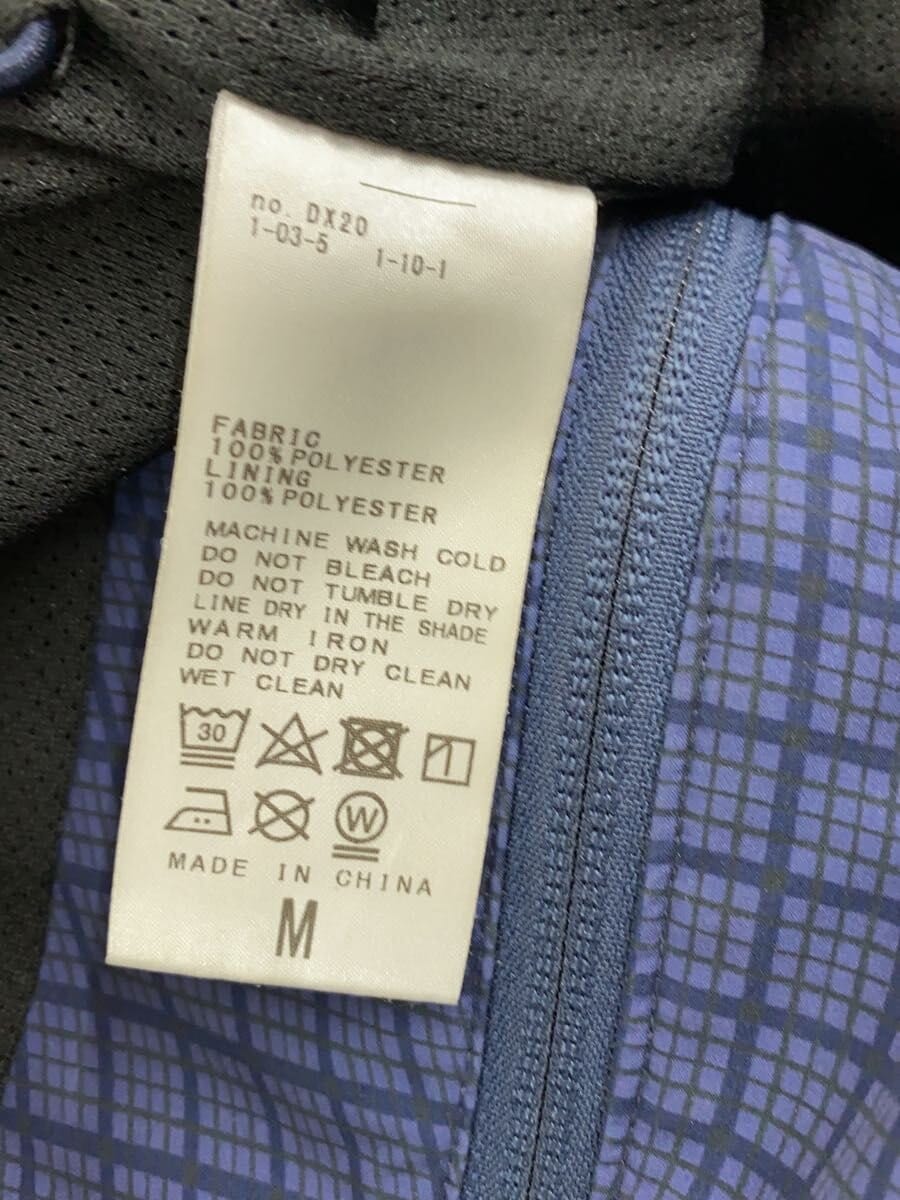 no. DX20
1-03-5 1-10-1
FABRIC
100% POLYESTER
LINING
100% POLYESTER
MACHINE WASH COLD
DO NOT BLEACH
DO NOT TUMBLE DRY
LINE DRY IN THE SHADE
WARM IRON
DO NOT DRY CLEAN
WET CLEAN
30
W
MADE IN CHINA
M